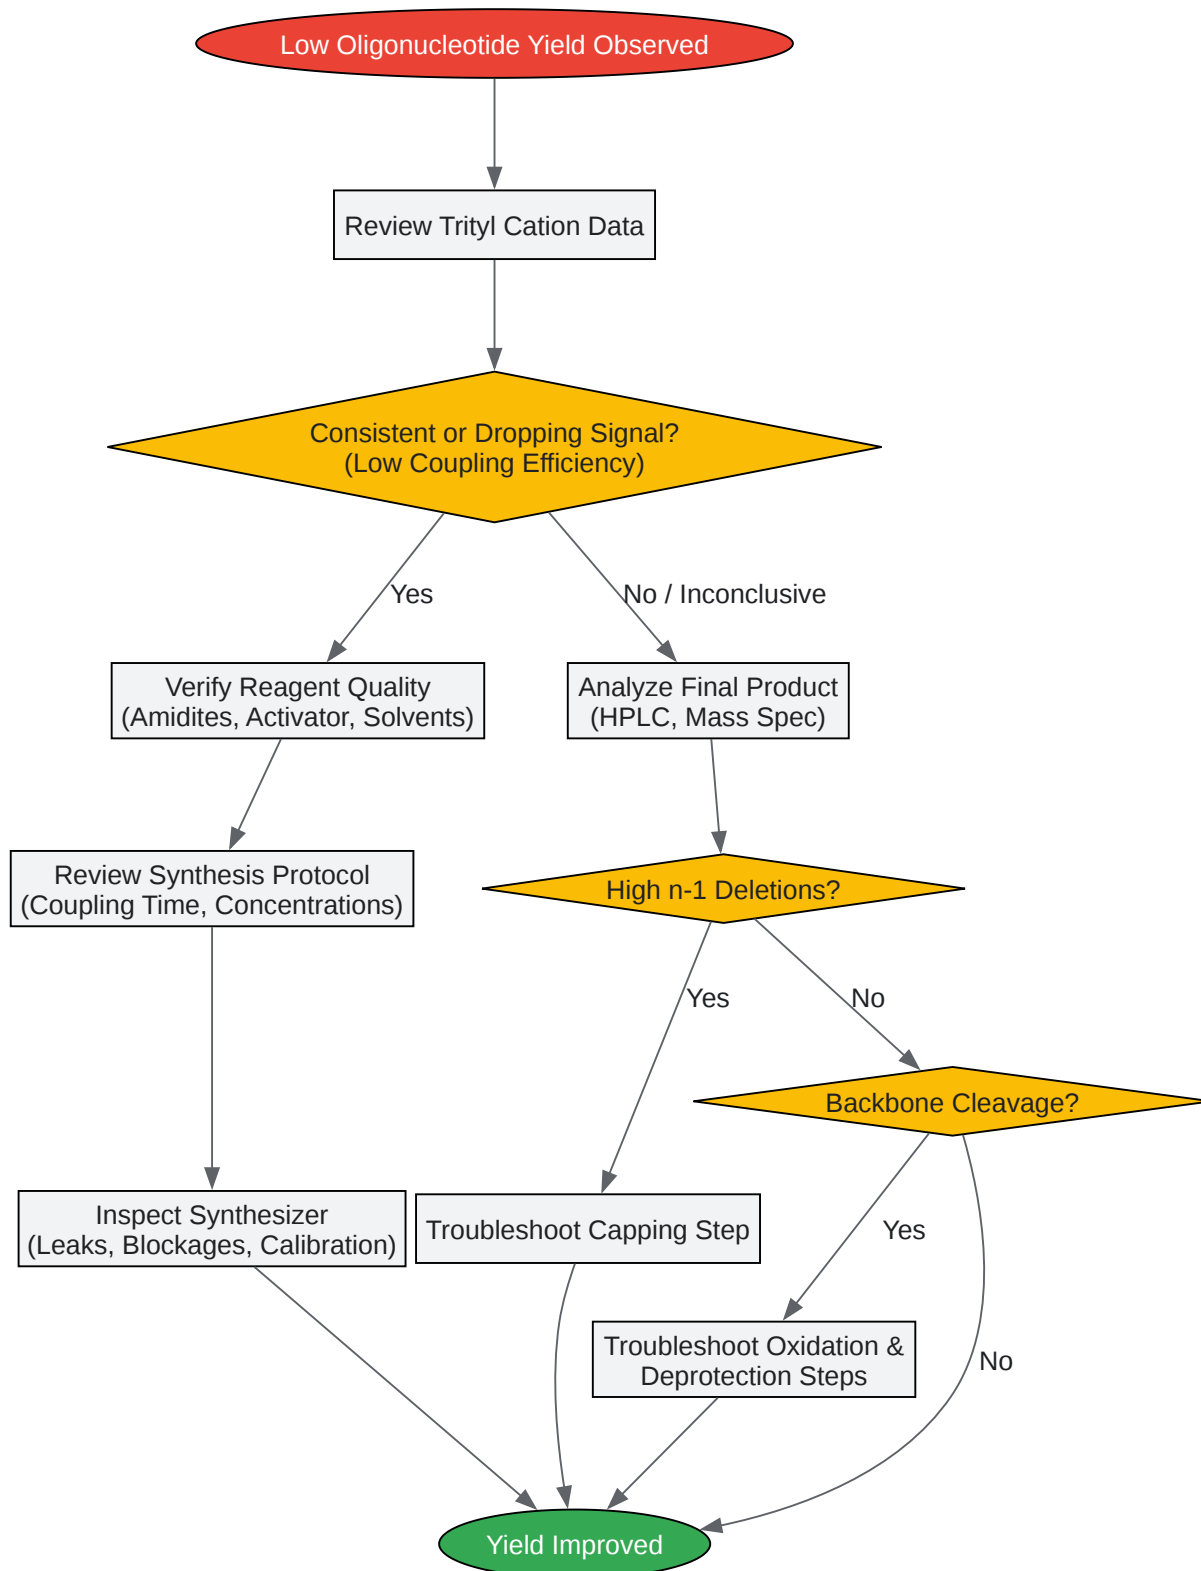 Low Oligonucleotide Yield Observed
Review Trityl Cation Data
Consistent or Dropping Signal?
(Low Coupling Efficiency)
Yes
No / Inconclusive
Verify Reagent Quality
(Amidites, Activator, Solvents)
Analyze Final Product
(HPLC, Mass Spec)
Review Synthesis Protocol
(Coupling Time, Concentrations)
High n-1 Deletions?
Yes
No
Backbone Cleavage?
Inspect Synthesizer
(Leaks, Blockages, Calibration)
Troubleshoot Capping Step
Yes
Troubleshoot Oxidation &
Deprotection Steps
No
Yield Improved